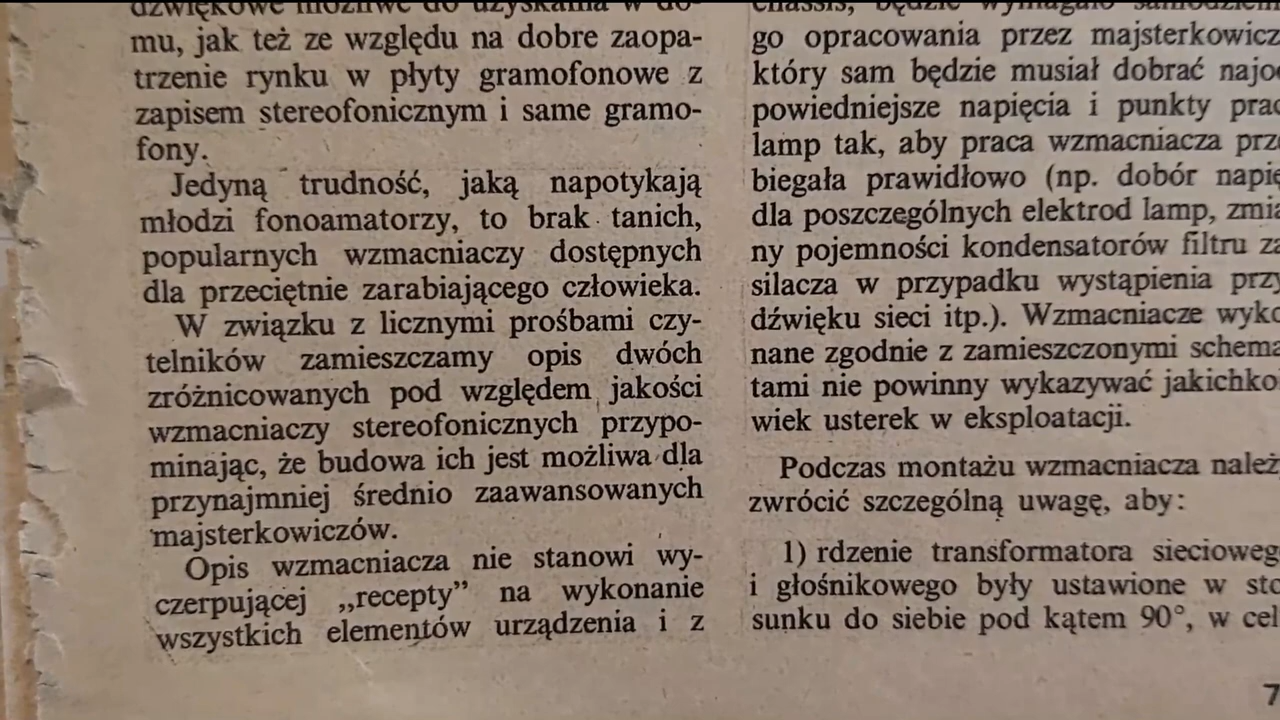 dźwiękowe możliwe do uzyskania w do-
mu, jak też ze względu na dobre zaopa-
trzenie rynku w płyty gramofonowe z
zapisem stereofonicznym i same gramo-
fony.
Jedyną trudność, jaką napotykają
młodzi fonoamatorzy, to brak tanich,
popularnych wzmacniaczy dostępnych
dla przeciętnie zarabiającego człowieka.
W związku z licznymi prośbami czy-
telników zamieszczamy opis dwóch
zróżnicowanych pod względem jakości
wzmacniaczy stereofonicznych przypo-
minając, że budowa ich jest możliwa dla
przynajmniej średnio zaawansowanych
majsterkowiczów.
Opis wzmacniacza nie stanowi wy-
czerpującej „recepty” na wykonanie
wszystkich elementów urządzenia i z
chassis, będzie wymagało samodzieln
go opracowania przez majsterkowicz
który sam będzie musiał dobrać najo
powiedniejsze napięcia i punkty prac
lamp tak, aby praca wzmacniacza prze
biegała prawidłowo (np. dobór napię
dla poszczególnych elektrod lamp, zmia
ny pojemności kondensatorów filtru za
silacza w przypadku wystąpienia przy
dźwięku sieci itp.). Wzmacniacze wyko
nane zgodnie z zamieszczonymi schema
tami nie powinny wykazywać jakichkol
wiek usterek w eksploatacji.
Podczas montażu wzmacniacza należ
zwrócić szczególną uwagę, aby:
1) rdzenie transformatora siecioweg
i głośnikowego były ustawione w sto
sunku do siebie pod kątem 90°, w cel
7